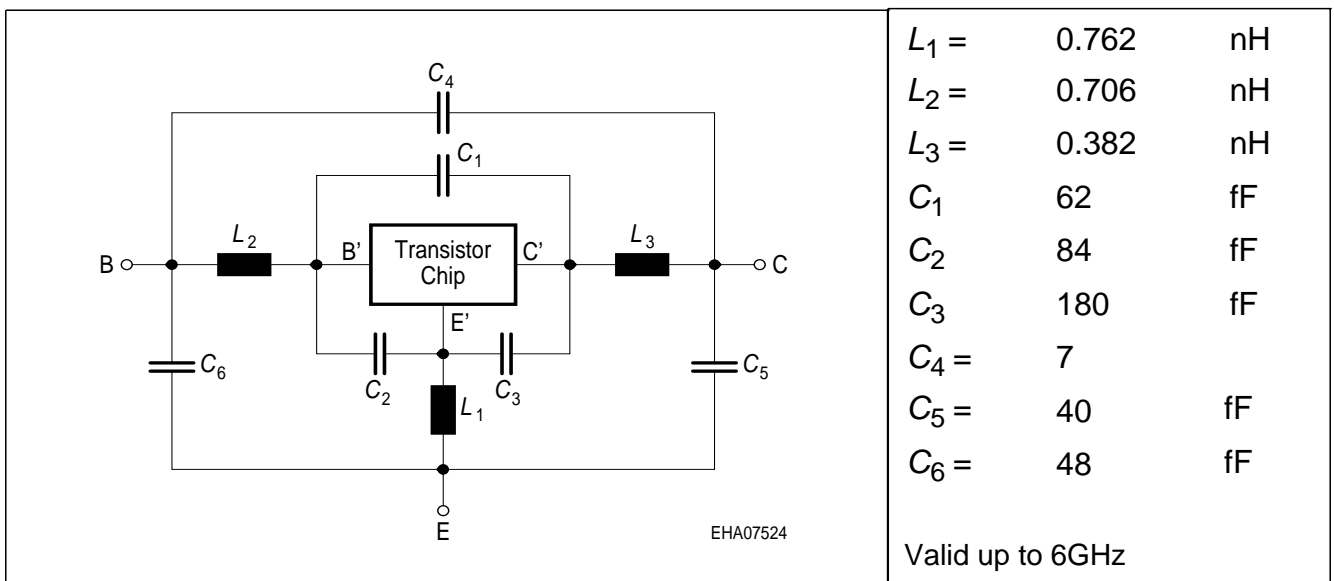 C4
C1
L2
B'
Transistor
Chip
C'
L3
B
C
E'
C6
C2
C3
C5
L1
E
EHA07524
L1 = 0.762 nH
L2 = 0.706 nH
L3 = 0.382 nH
C1 62 fF
C2 84 fF
C3 180 fF
C4 = 7
C5 = 40 fF
C6 = 48 fF
Valid up to 6GHz